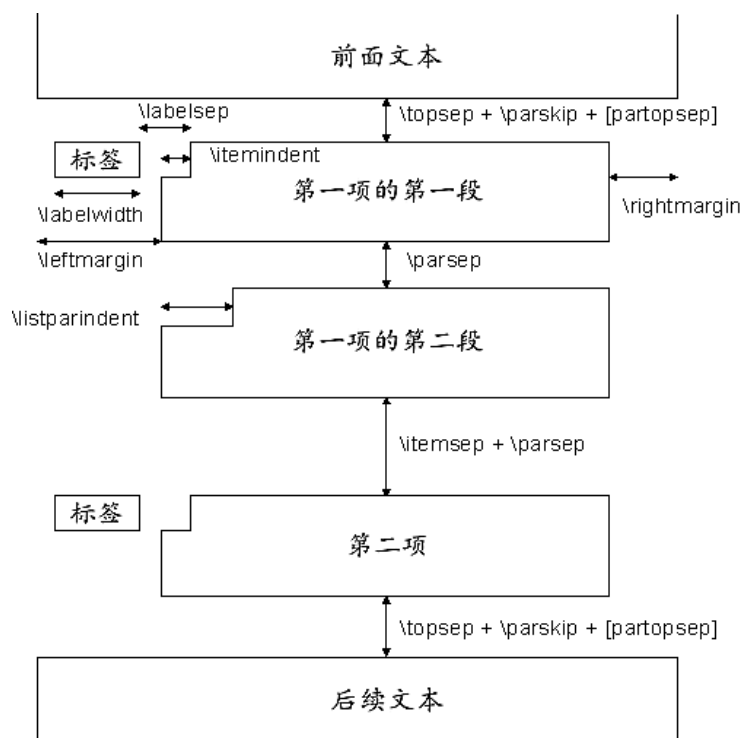 前面文本
\labelsep
\topsep + \parskip + [partopsep]
标签
\itemindent
第一项的第一段
\labelwidth
\rightmargin
\leftmargin
\parsep
\listparindent
第一项的第二段
\itemsep + \parsep
标签
第二项
\topsep + \parskip + [partopsep]
后续文本